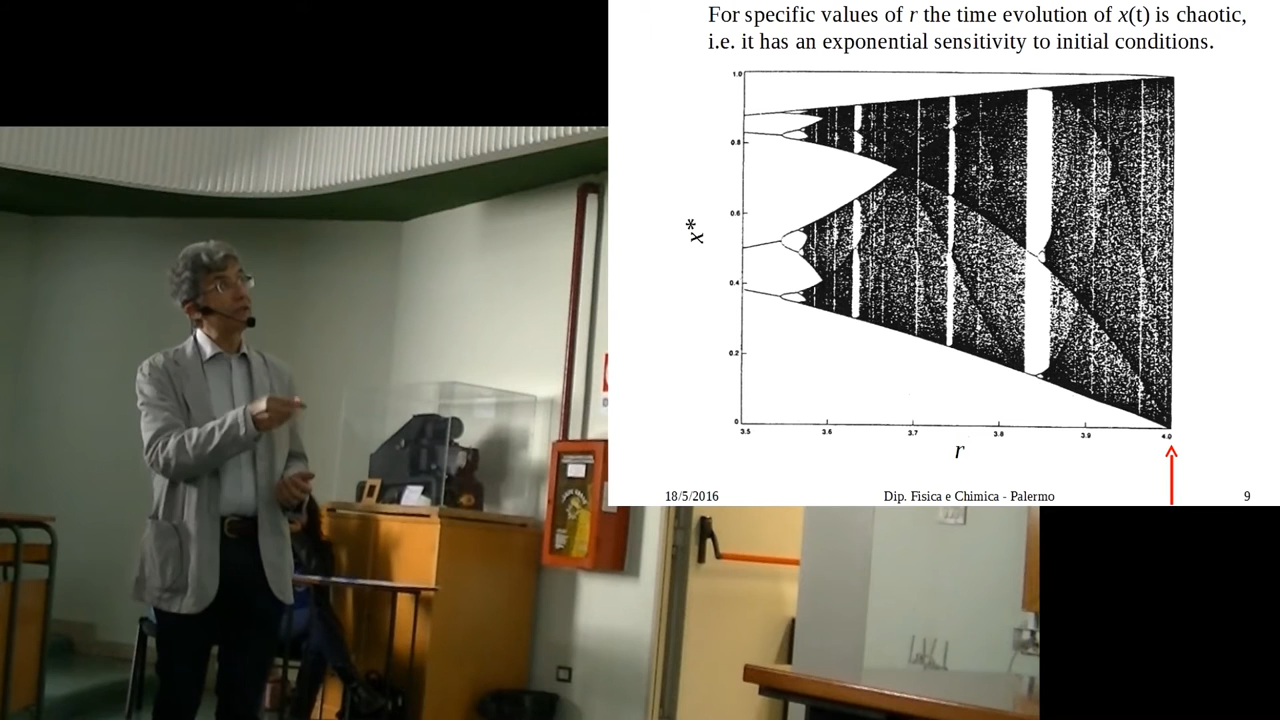 For specific values of r the time evolution of x(t) is chaotic,
i.e. it has an exponential sensitivity to initial conditions.
1.0
0.8
0.6
x*
0.4
0.2
0
3.5 3.6 3.7 3.8 3.9 4.0
r
18/5/2016 Dip. Fisica e Chimica - Palermo 9